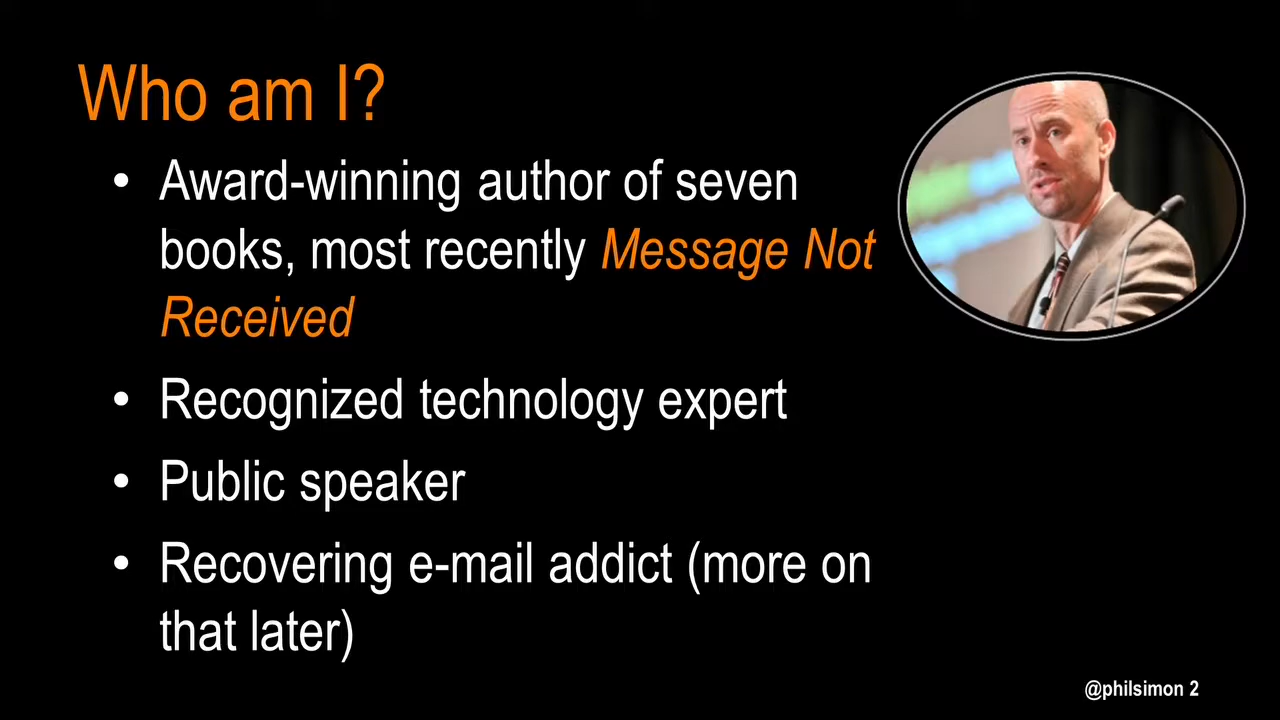 Who am I?
• Award-winning author of seven
books, most recently Message Not
Received
• Recognized technology expert
• Public speaker
• Recovering e-mail addict (more on
that later)
@philsimon 2